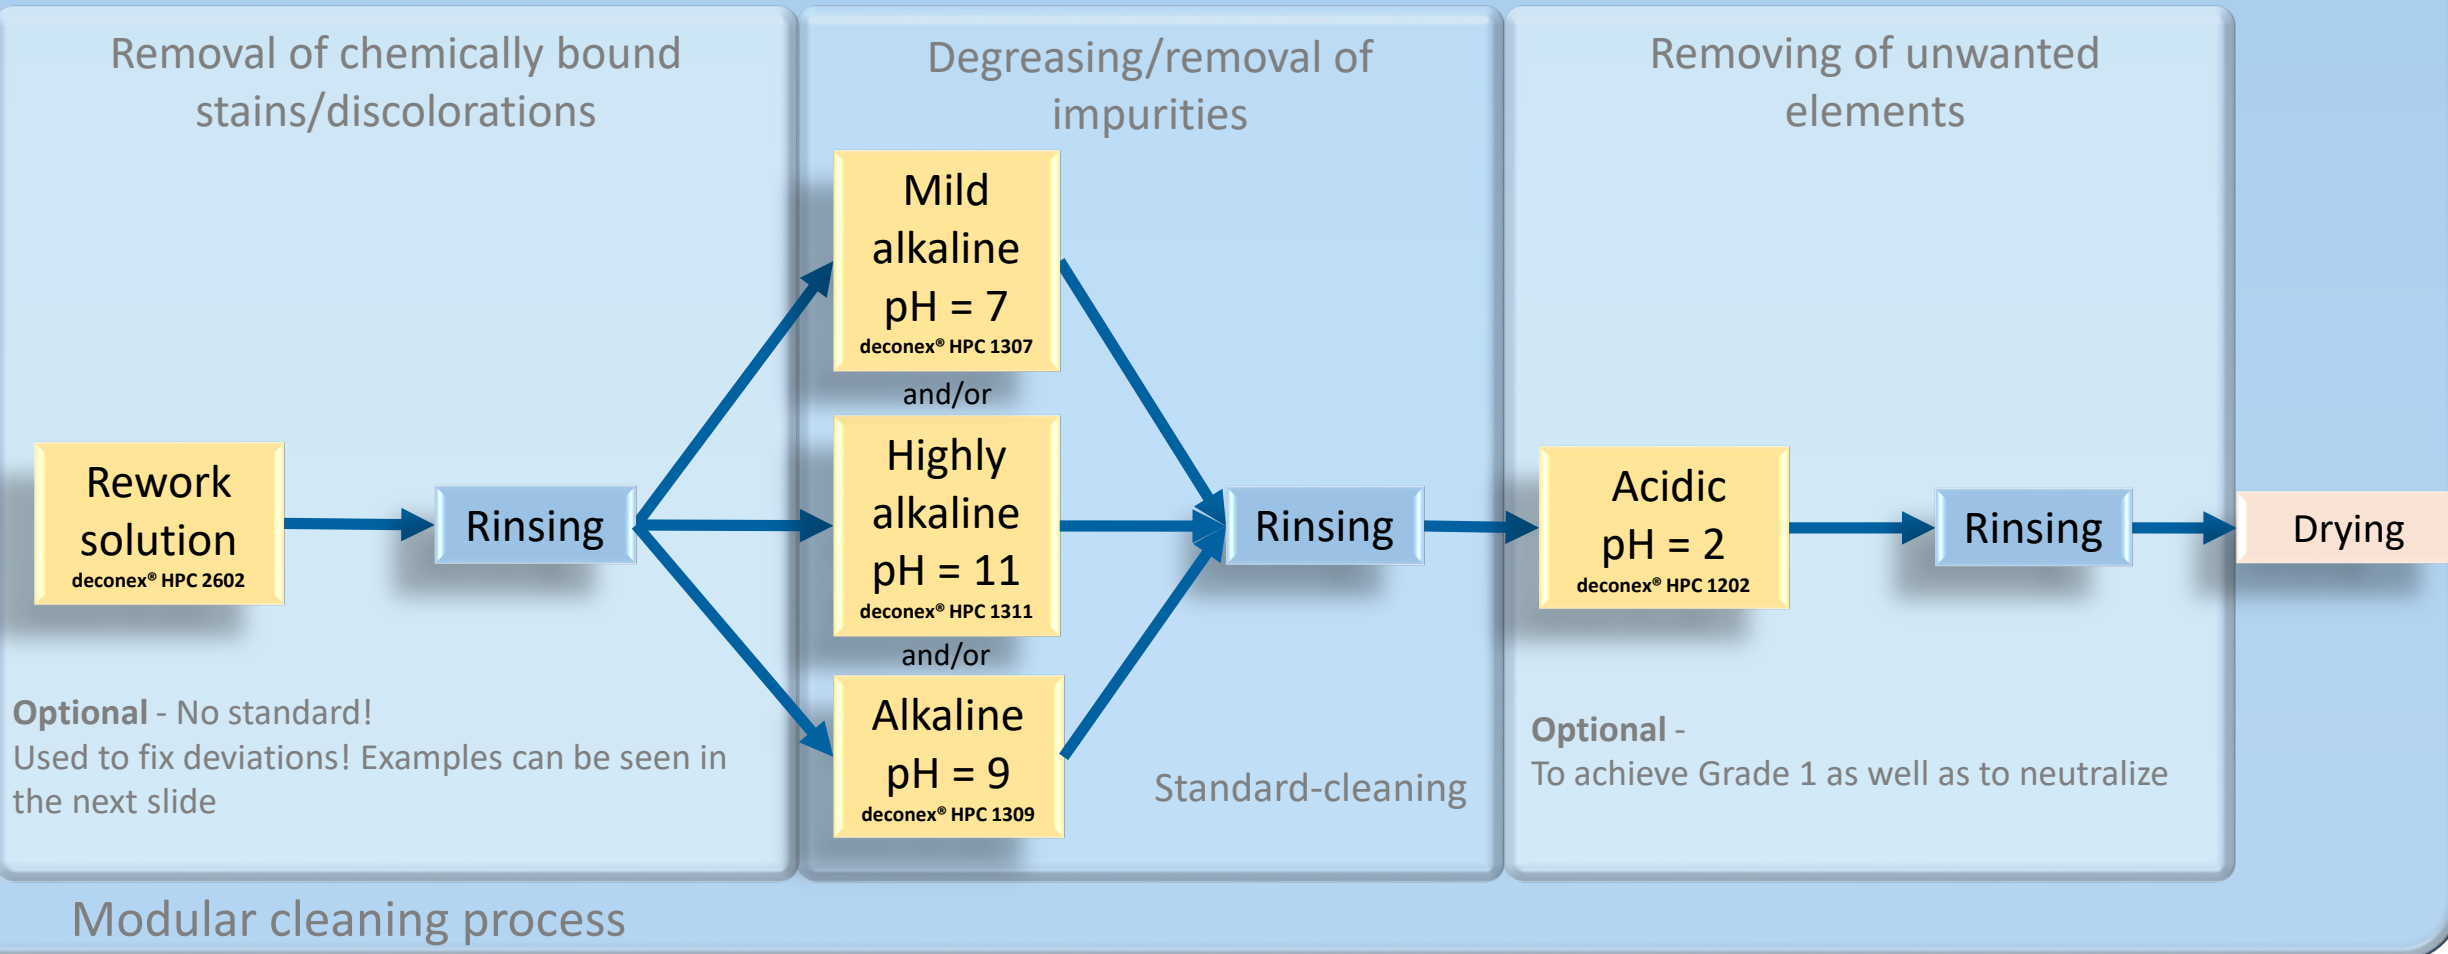 Removal of chemically bound
stains/discolorations
Rework
solution
deconex® HPC 2602
Rinsing
Optional - No standard!
Used to fix deviations! Examples can be seen in
the next slide
Degreasing/removal of
impurities
Mild
alkaline
pH = 7
deconex® HPC 1307
and/or
Highly
alkaline
pH = 11
deconex® HPC 1311
and/or
Alkaline
pH = 9
deconex® HPC 1309
Rinsing
Standard-cleaning
Removing of unwanted
elements
Acidic
pH = 2
deconex® HPC 1202
Rinsing
Optional -
To achieve Grade 1 as well as to neutralize
Drying
Modular cleaning process